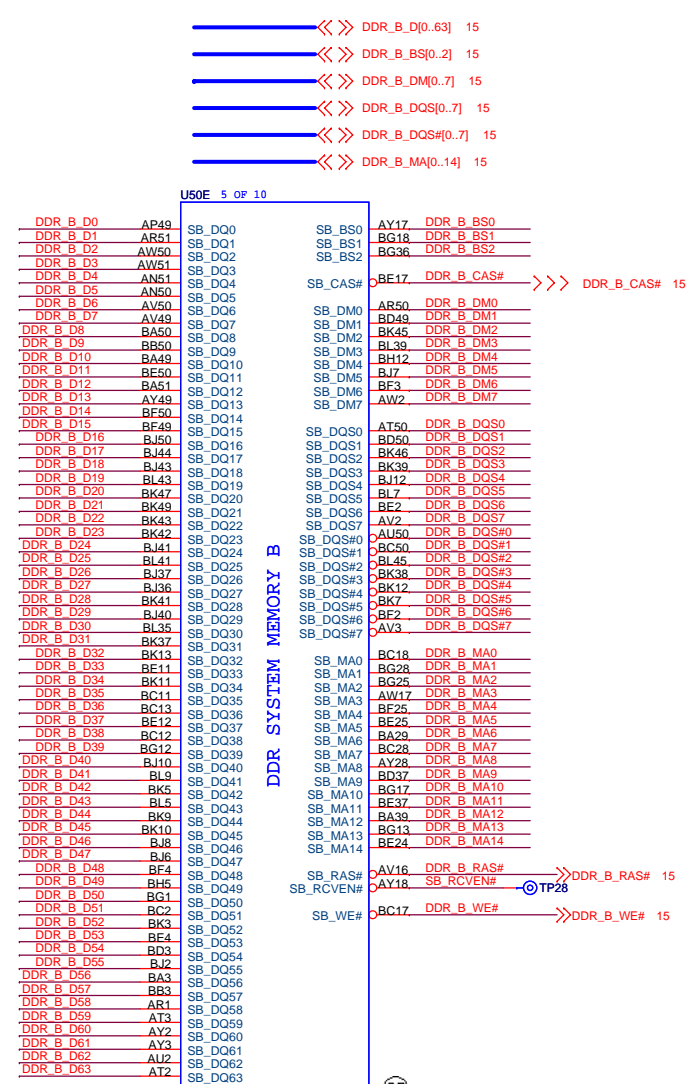 DDR_B_D[0..63] 15
DDR_B_BS[0..2] 15
DDR_B_DM[0..7] 15
DDR_B_DQS[0..7] 15
DDR_B_DQS#[0..7] 15
DDR_B_MA[0..14] 15
U50E 5 OF 10
DDR_B_D0 AP49 SB_DQ0
DDR_B_D1 AR51 SB_DQ1
DDR_B_D2 AW50 SB_DQ2
DDR_B_D3 AW51 SB_DQ3
DDR_B_D4 AN51 SB_DQ4
DDR_B_D5 AN50 SB_DQ5
DDR_B_D6 AV50 SB_DQ6
DDR_B_D7 AV49 SB_DQ7
DDR_B_D8 BA50 SB_DQ8
DDR_B_D9 BB50 SB_DQ9
DDR_B_D10 BA49 SB_DQ10
DDR_B_D11 BE50 SB_DQ11
DDR_B_D12 BA51 SB_DQ12
DDR_B_D13 AY49 SB_DQ13
DDR_B_D14 BF50 SB_DQ14
DDR_B_D15 BF49 SB_DQ15
DDR_B_D16 BJ50 SB_DQ16
DDR_B_D17 BJ44 SB_DQ17
DDR_B_D18 BJ43 SB_DQ18
DDR_B_D19 BL43 SB_DQ19
DDR_B_D20 BK47 SB_DQ20
DDR_B_D21 BK49 SB_DQ21
DDR_B_D22 BK43 SB_DQ22
DDR_B_D23 BK42 SB_DQ23
DDR_B_D24 BJ41 SB_DQ24
DDR_B_D25 BL41 SB_DQ25
DDR_B_D26 BJ37 SB_DQ26
DDR_B_D27 BJ36 SB_DQ27
DDR_B_D28 BK41 SB_DQ28
DDR_B_D29 BJ40 SB_DQ29
DDR_B_D30 BL35 SB_DQ30
DDR_B_D31 BK37 SB_DQ31
DDR_B_D32 BK13 SB_DQ32
DDR_B_D33 BE11 SB_DQ33
DDR_B_D34 BK11 SB_DQ34
DDR_B_D35 BC11 SB_DQ35
DDR_B_D36 BC13 SB_DQ36
DDR_B_D37 BE12 SB_DQ37
DDR_B_D38 BC12 SB_DQ38
DDR_B_D39 BG12 SB_DQ39
DDR_B_D40 BJ10 SB_DQ40
DDR_B_D41 BL9 SB_DQ41
DDR_B_D42 BK5 SB_DQ42
DDR_B_D43 BL5 SB_DQ43
DDR_B_D44 BK9 SB_DQ44
DDR_B_D45 BK10 SB_DQ45
DDR_B_D46 BJ8 SB_DQ46
DDR_B_D47 BJ6 SB_DQ47
DDR_B_D48 BF4 SB_DQ48
DDR_B_D49 BH5 SB_DQ49
DDR_B_D50 BG1 SB_DQ50
DDR_B_D51 BC2 SB_DQ51
DDR_B_D52 BK3 SB_DQ52
DDR_B_D53 BE4 SB_DQ53
DDR_B_D54 BD3 SB_DQ54
DDR_B_D55 BJ2 SB_DQ55
DDR_B_D56 BA3 SB_DQ56
DDR_B_D57 BB3 SB_DQ57
DDR_B_D58 AR1 SB_DQ58
DDR_B_D59 AT3 SB_DQ59
DDR_B_D60 AY2 SB_DQ60
DDR_B_D61 AY3 SB_DQ61
DDR_B_D62 AU2 SB_DQ62
DDR_B_D63 AT2 SB_DQ63
DDR SYSTEM MEMORY B
SB_BS0 AY17 DDR_B_BS0
SB_BS1 BG18 DDR_B_BS1
SB_BS2 BG36 DDR_B_BS2
SB_CAS# BE17 DDR_B_CAS# DDR_B_CAS# 15
SB_DM0 AR50 DDR_B_DM0
SB_DM1 BD49 DDR_B_DM1
SB_DM2 BK45 DDR_B_DM2
SB_DM3 BL39 DDR_B_DM3
SB_DM4 BH12 DDR_B_DM4
SB_DM5 BJ7 DDR_B_DM5
SB_DM6 BF3 DDR_B_DM6
SB_DM7 AW2 DDR_B_DM7
SB_DQS0 AT50 DDR_B_DQS0
SB_DQS1 BD50 DDR_B_DQS1
SB_DQS2 BK46 DDR_B_DQS2
SB_DQS3 BK39 DDR_B_DQS3
SB_DQS4 BJ12 DDR_B_DQS4
SB_DQS5 BL7 DDR_B_DQS5
SB_DQS6 BE2 DDR_B_DQS6
SB_DQS7 AV2 DDR_B_DQS7
SB_DQS#0 AU50 DDR_B_DQS#0
SB_DQS#1 BC50 DDR_B_DQS#1
SB_DQS#2 BL45 DDR_B_DQS#2
SB_DQS#3 BK38 DDR_B_DQS#3
SB_DQS#4 BK12 DDR_B_DQS#4
SB_DQS#5 BK7 DDR_B_DQS#5
SB_DQS#6 BF2 DDR_B_DQS#6
SB_DQS#7 AV3 DDR_B_DQS#7
SB_MA0 BC18 DDR_B_MA0
SB_MA1 BG28 DDR_B_MA1
SB_MA2 BG25 DDR_B_MA2
SB_MA3 AW17 DDR_B_MA3
SB_MA4 BF25 DDR_B_MA4
SB_MA5 BE25 DDR_B_MA5
SB_MA6 BA29 DDR_B_MA6
SB_MA7 BC28 DDR_B_MA7
SB_MA8 AY28 DDR_B_MA8
SB_MA9 BD37 DDR_B_MA9
SB_MA10 BG17 DDR_B_MA10
SB_MA11 BE37 DDR_B_MA11
SB_MA12 BA39 DDR_B_MA12
SB_MA13 BG13 DDR_B_MA13
SB_MA14 BE24 DDR_B_MA14
SB_RAS# AV16 DDR_B_RAS# DDR_B_RAS# 15
SB_RCVEN# AY18 SB_RCVEN# TP28
SB_WE# BC17 DDR_B_WE# DDR_B_WE# 15